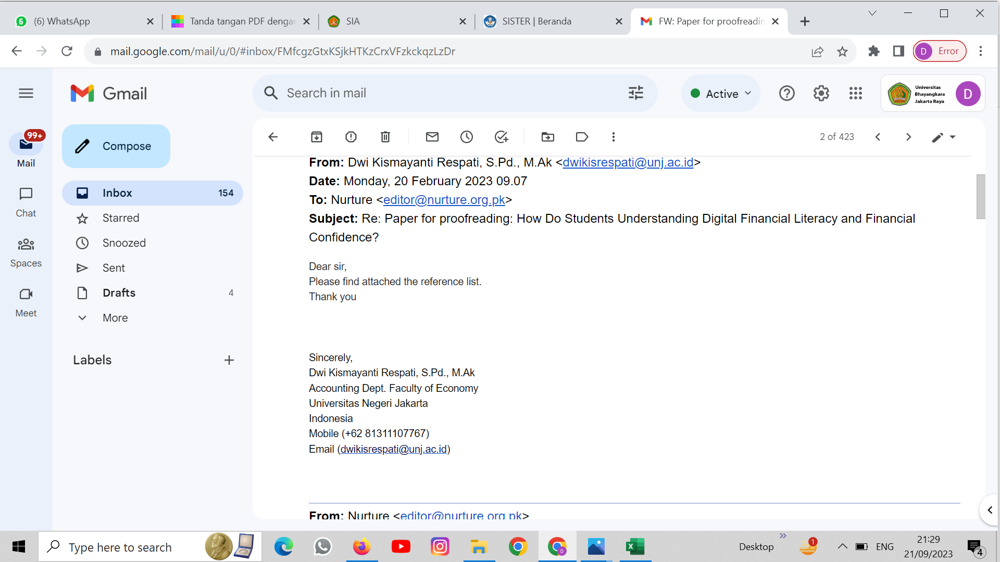 (6) WhatsApp
Tanda tangan PDF dengan
SIA
SISTER | Beranda
FW: Paper for proofreadin
mail.google.com/mail/u/0/#inbox/FMfcgzGtxKSjkHTKzCrxVFzkckqzLzDr
D Error
Gmail
Search in mail
Active
Universitas
Bhayangkara
Jakarta Raya
D
99+
Mail
Chat
Spaces
Meet
Compose
Inbox 154
Starred
Snoozed
Sent
Drafts 4
More
Labels
2 of 423
From: Dwi Kismayanti Respati, S.Pd., M.Ak <dwikisrespati@unj.ac.id>
Date: Monday, 20 February 2023 09.07
To: Nurture <editor@nurture.org.pk>
Subject: Re: Paper for proofreading: How Do Students Understanding Digital Financial Literacy and Financial
Confidence?
Dear sir,
Please find attached the reference list.
Thank you
Sincerely,
Dwi Kismayanti Respati, S.Pd., M.Ak
Accounting Dept. Faculty of Economy
Universitas Negeri Jakarta
Indonesia
Mobile (+62 81311107767)
Email (dwikisrespati@unj.ac.id)
From: Nurture <editor@nurture.org.pk>
Type here to search
Desktop
1
ENG
21:29
21/09/2023
4